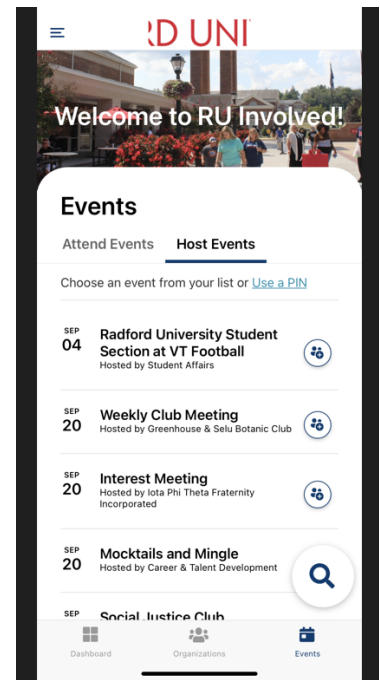 RD UNI
Welcome to RU Involved!
Events
Attend Events Host Events
Choose an event from your list or Use a PIN
SEP
04
Radford University Student
Section at VT Football
Hosted by Student Affairs
SEP
20
Weekly Club Meeting
Hosted by Greenhouse & Selu Botanic Club
SEP
20
Interest Meeting
Hosted by Iota Phi Theta Fraternity
Incorporated
SEP
20
Mocktails and Mingle
Hosted by Career & Talent Development
SEP
Social Justice Club
Dashboard Organizations Events